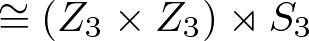 ≅ (Z₃ × Z₃) ⋊ S₃